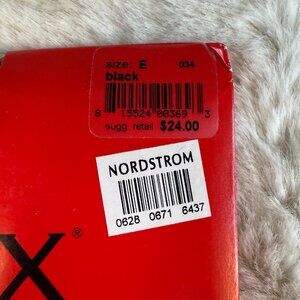 size: E 034
black
8 15524 00369 3
sugg. retail $24.00
NORDSTROM
0628 0671 6437
X®